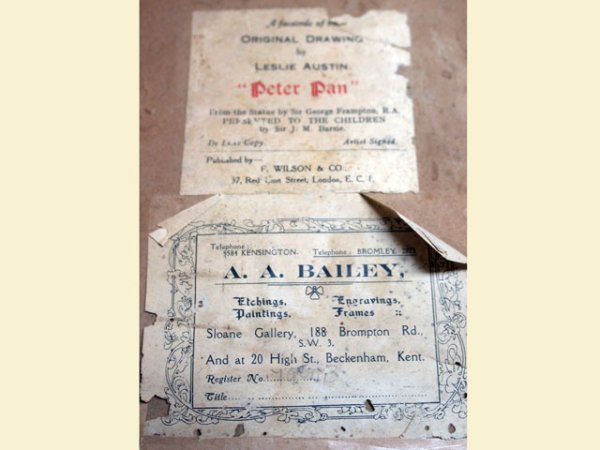 A facsimile of
ORIGINAL DRAWING
by
LESLIE AUSTIN.
"Peter Pan"
From the Statue by Sir George Frampton, R.A.
PRESENTED TO THE CHILDREN
by Sir J. M. Barrie.
De Luxe Copy. Artist Signed.
Published by—
F. WILSON & CO.,
37, Red Lion Street, London, E.C.1.
Telephone: 9584 KENSINGTON. Telephone: BROMLEY
A. A. BAILEY,
Etchings, Engravings,
Paintings, Frames
Sloane Gallery, 188 Brompton Rd.,
S.W. 3.
And at 20 High St., Beckenham, Kent.
Register No.
Title